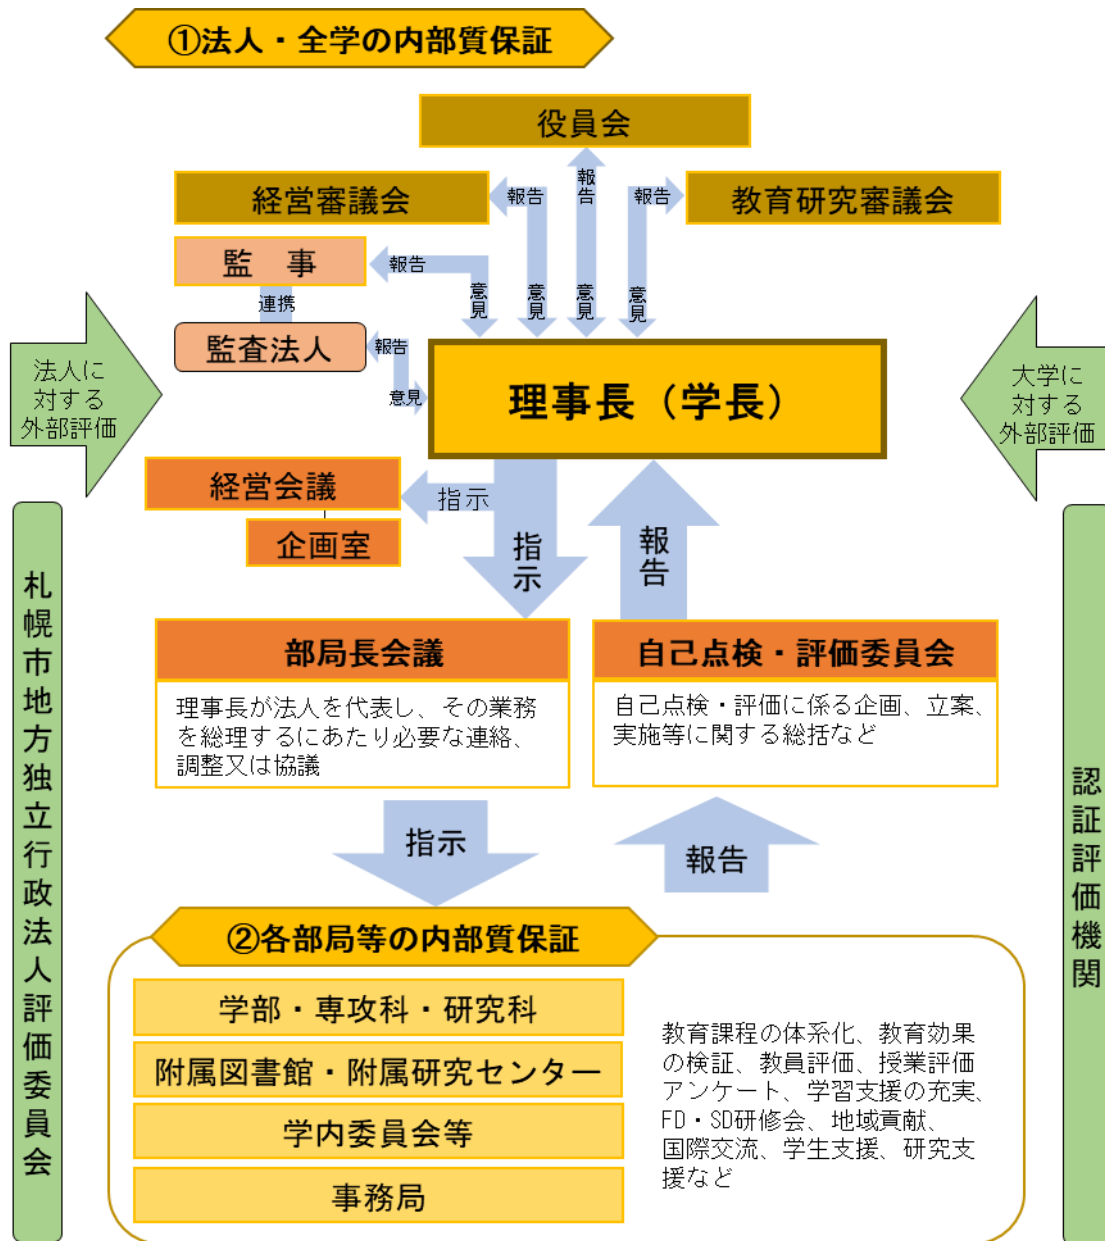 ①法人・全学の内部質保証
役員会
経営審議会
報告
報告
報告
教育研究審議会
監　事
報告
意見
意見
意見
意見
連携
監査法人
報告
意見
理事長（学長）
法人に
対する
外部評価
大学に
対する
外部評価
経営会議
指示
企画室
指示
報告
部局長会議
理事長が法人を代表し、その業務
を総理するにあたり必要な連絡、
調整又は協議
自己点検・評価委員会
自己点検・評価に係る企画、立案、
実施等に関する総括など
指示
報告
札幌市地方独立行政法人評価委員会
認証評価機関
②各部局等の内部質保証
学部・専攻科・研究科
附属図書館・附属研究センター
学内委員会等
事務局
教育課程の体系化、教育効果
の検証、教員評価、授業評価
アンケート、学習支援の充実、
FD・SD研修会、地域貢献、
国際交流、学生支援、研究支
援など